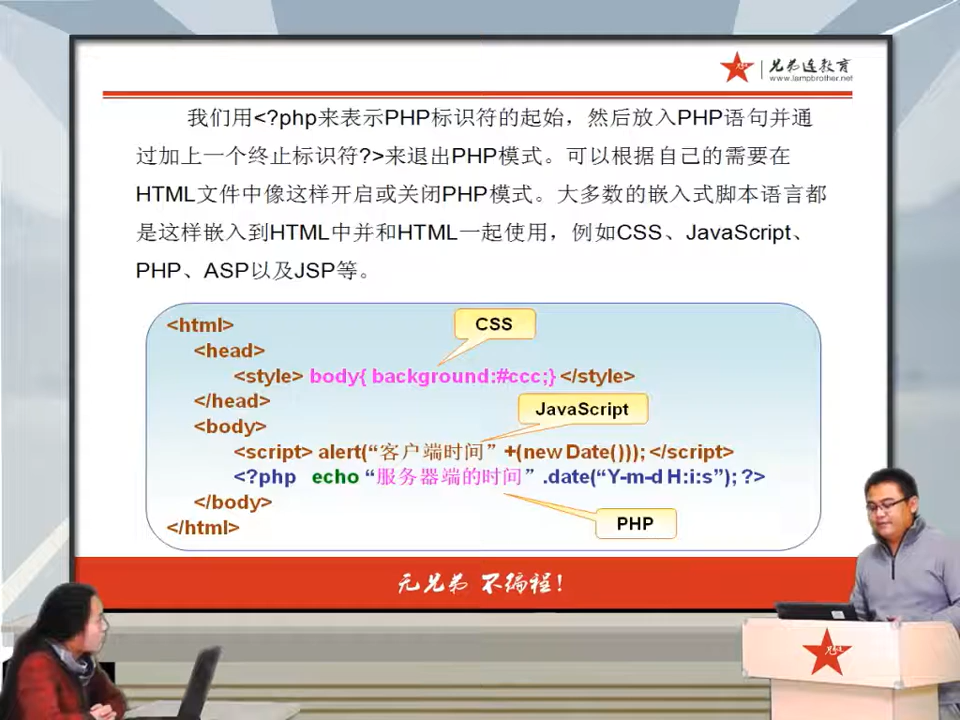 兄弟连教育
www.lampbrother.net
我们用<?php来表示PHP标识符的起始，然后放入PHP语句并通
过加上一个终止标识符?>来退出PHP模式。可以根据自己的需要在
HTML文件中像这样开启或关闭PHP模式。大多数的嵌入式脚本语言都
是这样嵌入到HTML中并和HTML一起使用，例如CSS、JavaScript、
PHP、ASP以及JSP等。
<html>
CSS
<head>
<style> body{ background:#ccc;} </style>
</head>
JavaScript
<body>
<script> alert(“客户端时间” +(new Date())); </script>
<?php echo “服务器端的时间” .date(“Y-m-d H:i:s”); ?>
</body>
PHP
</html>
无兄弟 不编程!